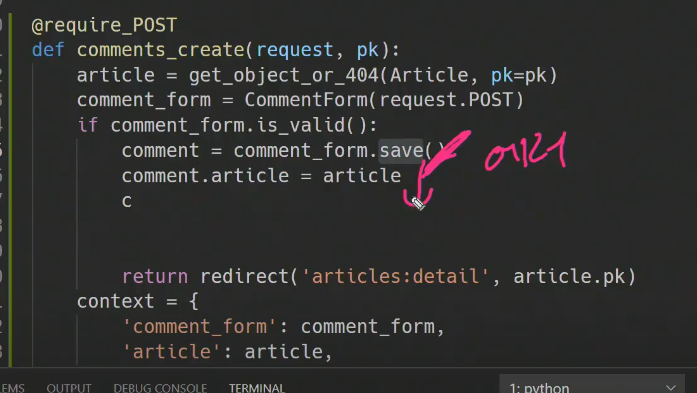 @require_POST
def comments_create(request, pk):
    article = get_object_or_404(Article, pk=pk)
    comment_form = CommentForm(request.POST)
    if comment_form.is_valid():
        comment = comment_form.save()
        comment.article = article
        c
        return redirect('articles:detail', article.pk)
    context = {
        'comment_form': comment_form,
        'article': article,
EMS OUTPUT DEBUG CONSOLE TERMINAL 1: python